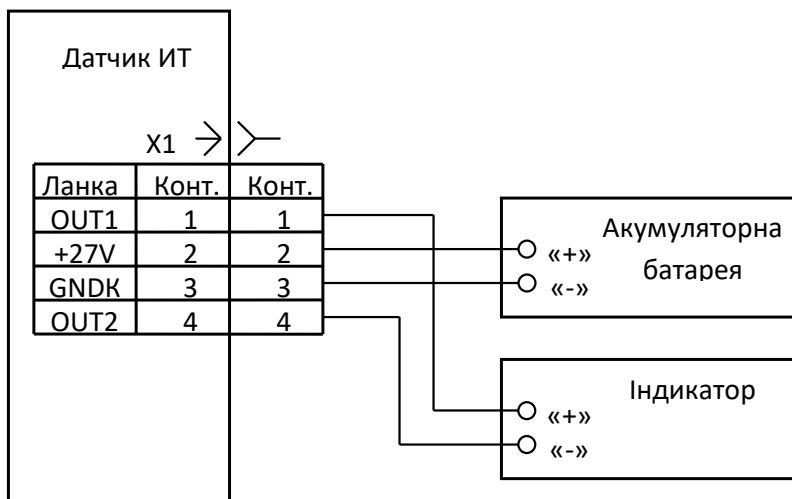 Датчик ИТ
X1
Ланка Конт. Конт.
OUT1 1 1
+27V 2 2
GNDК 3 3
OUT2 4 4
Акумуляторна
батарея
«+»
«-»
Індикатор
«+»
«-»